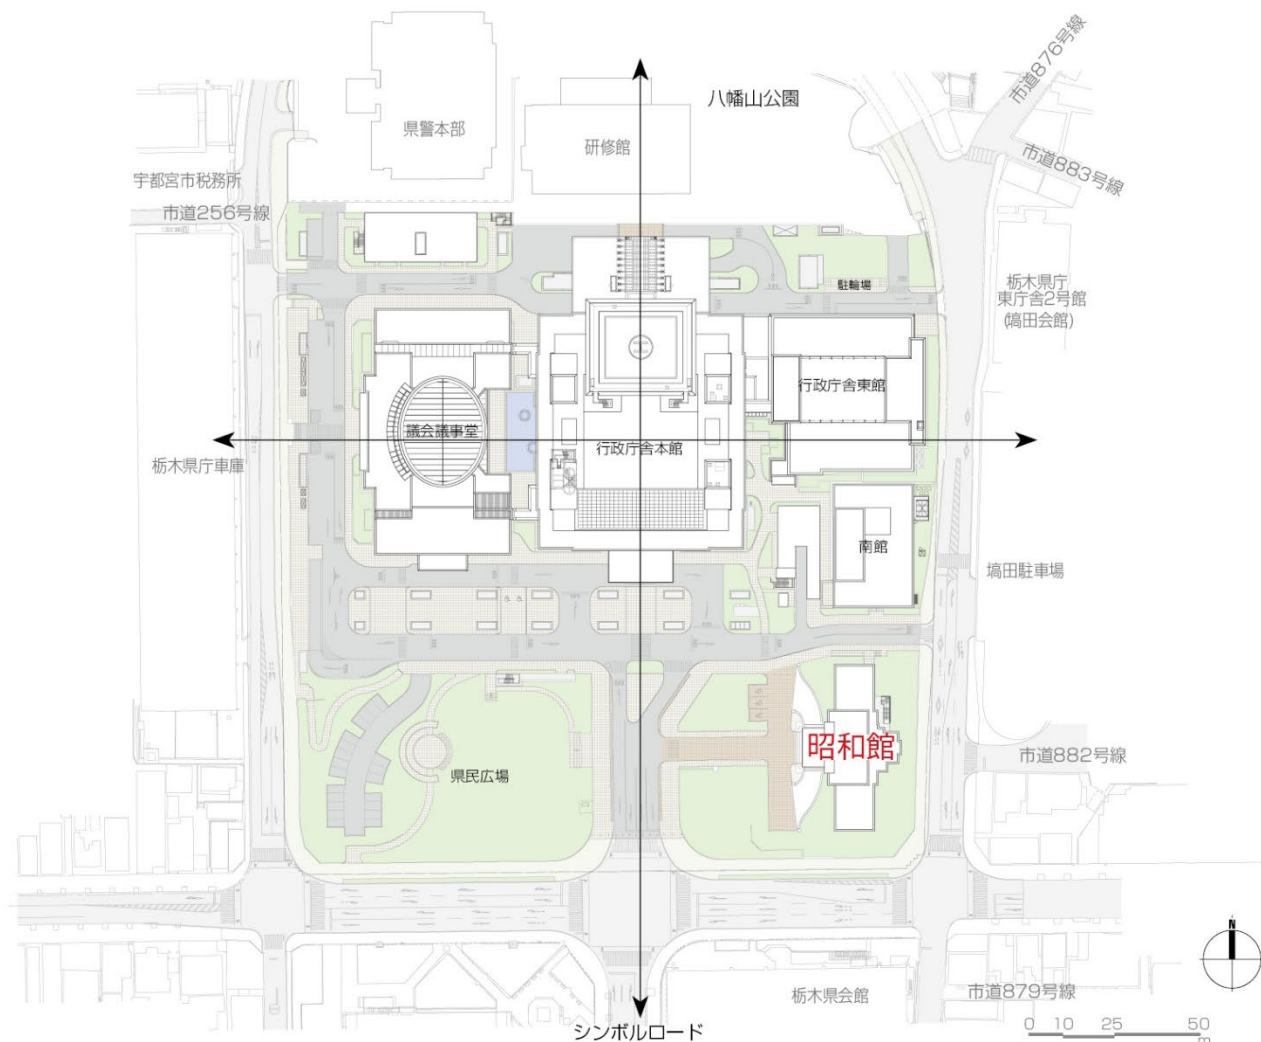 市道876号線
八幡山公園
県警本部
研修館
市道883号線
宇都宮市税務所
市道256号線
駐輪場
栃木県庁
東庁舎2号館
(塙田会館)
行政庁舎東館
議会議事堂
行政庁舎本館
栃木県庁車庫
南館
塙田駐車場
昭和館
市道882号線
県民広場
N
栃木県会館
市道879号線
シンボルロード
0 10 25 50
m